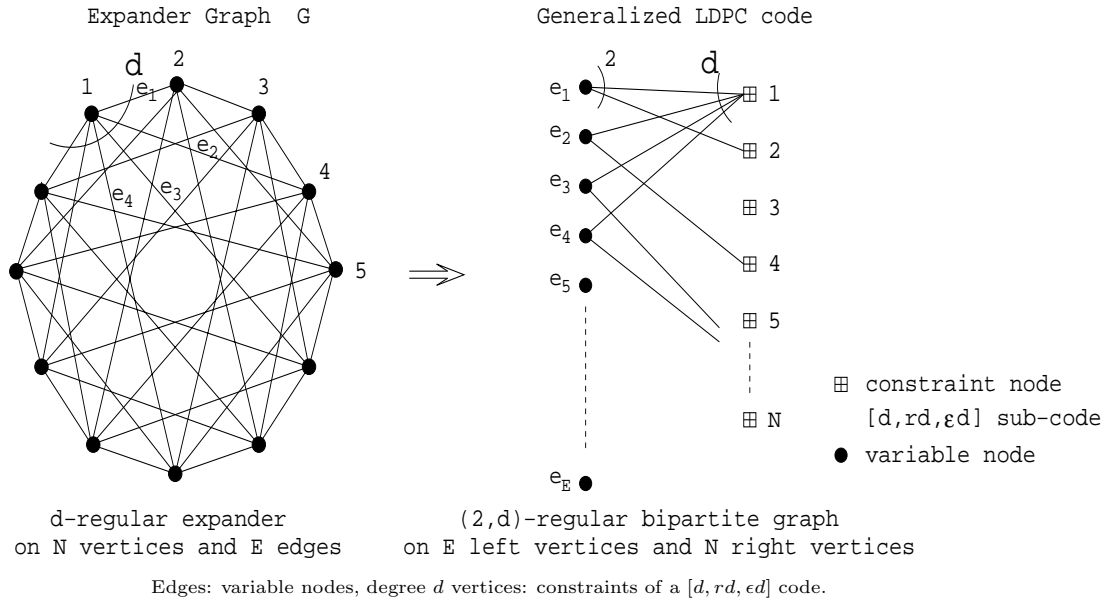 Expander Graph G
d
e₁
1
2
3
4
5
e₂
e₃
e₄
d-regular expander
on N vertices and E edges
Generalized LDPC code
2
d
e₁
e₂
e₃
e₄
e₅
e_E
1
2
3
4
5
N
constraint node
[d,rd,εd] sub-code
variable node
(2,d)-regular bipartite graph
on E left vertices and N right vertices
Edges: variable nodes, degree d vertices: constraints of a [d, rd, ϵd] code.